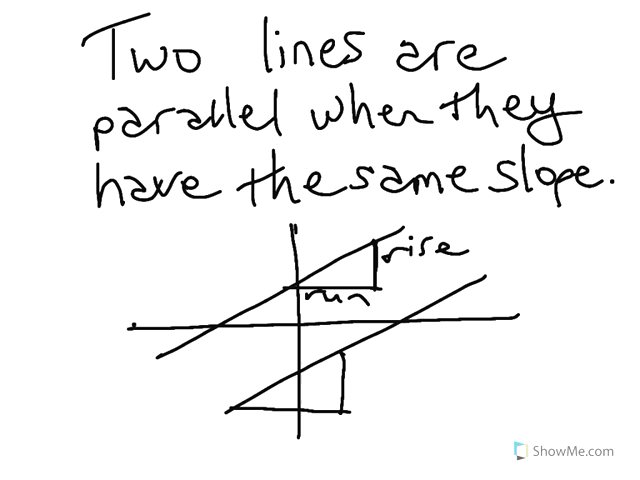 Two lines are
parallel when they
have the same slope.
rise
run
ShowMe.com